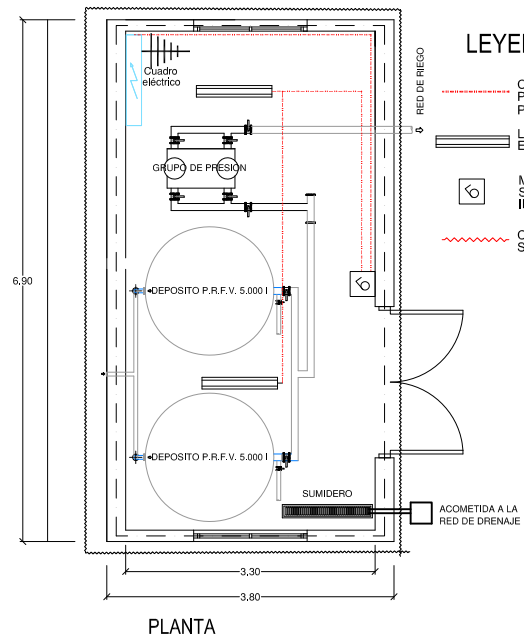 LEYE
Cuadro
eléctrico
RED DE RIEGO
GRUPO DE PRESION
6,90
DEPOSITO P.R.F.V. 5.000 l
DEPOSITO P.R.F.V. 5.000 l
SUMIDERO
ACOMETIDA A LA
RED DE DRENAJE
3,30
3.80
PLANTA